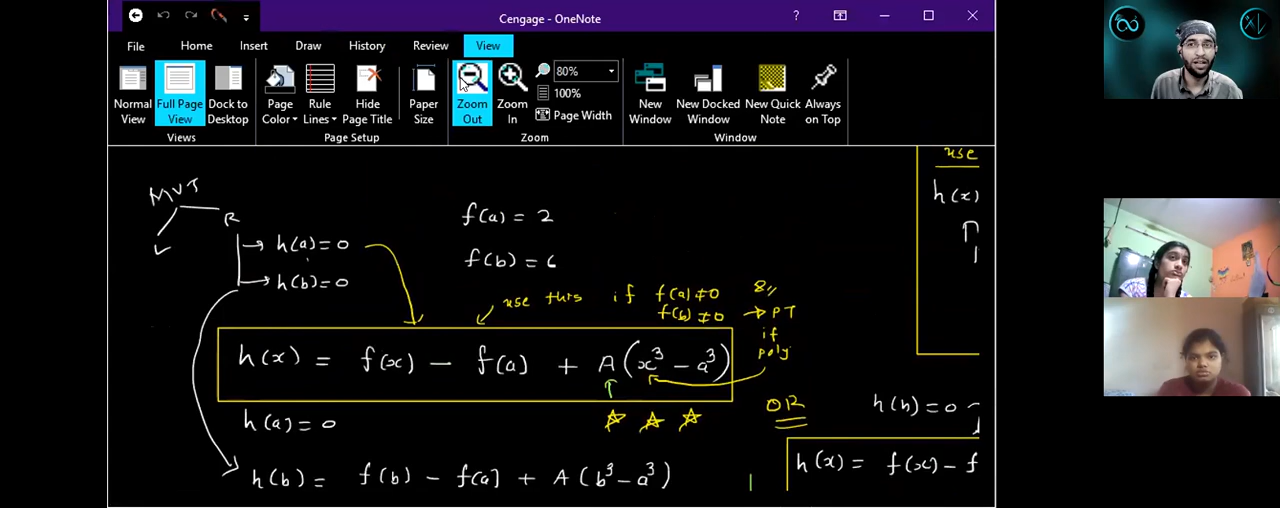 Cengage - OneNote
File Home Insert Draw History Review View
Normal View
Full Page View
Dock to Desktop
Page Color
Rule Lines
Hide Page Title
Paper Size
Zoom Out
Zoom In
80%
100%
Page Width
New Window
New Docked Window
New Quick Note
Always on Top
Views
Page Setup
Zoom
Window
MVT
R
h(a)=0
h(b)=0
f(a) = 2
f(b) = 6
use this if f(a)≠0
f(b)≠0
→ PT
if
poly
h(x) = f(x) - f(a) + A(x³ - a³)
h(a)=0
h(b) = f(b) - f(a) + A(b³ - a³)
OR
use
h(x)
h(b)=0
h(x) = f(x) - f